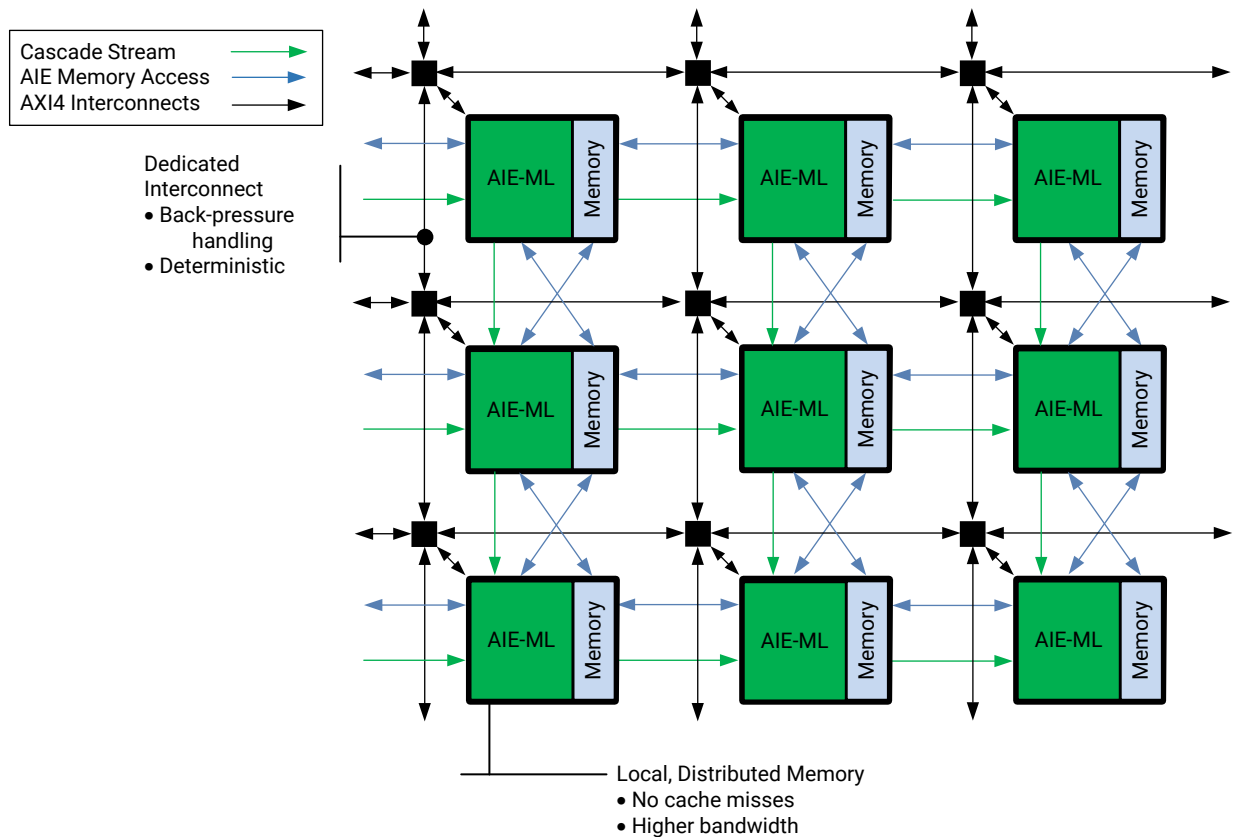 Cascade Stream
AIE Memory Access
AXI4 Interconnects
Dedicated
Interconnect
• Back-pressure
handling
• Deterministic
AIE-ML
Memory
AIE-ML
Memory
AIE-ML
Memory
AIE-ML
Memory
AIE-ML
Memory
AIE-ML
Memory
AIE-ML
Memory
AIE-ML
Memory
AIE-ML
Memory
Local, Distributed Memory
• No cache misses
• Higher bandwidth